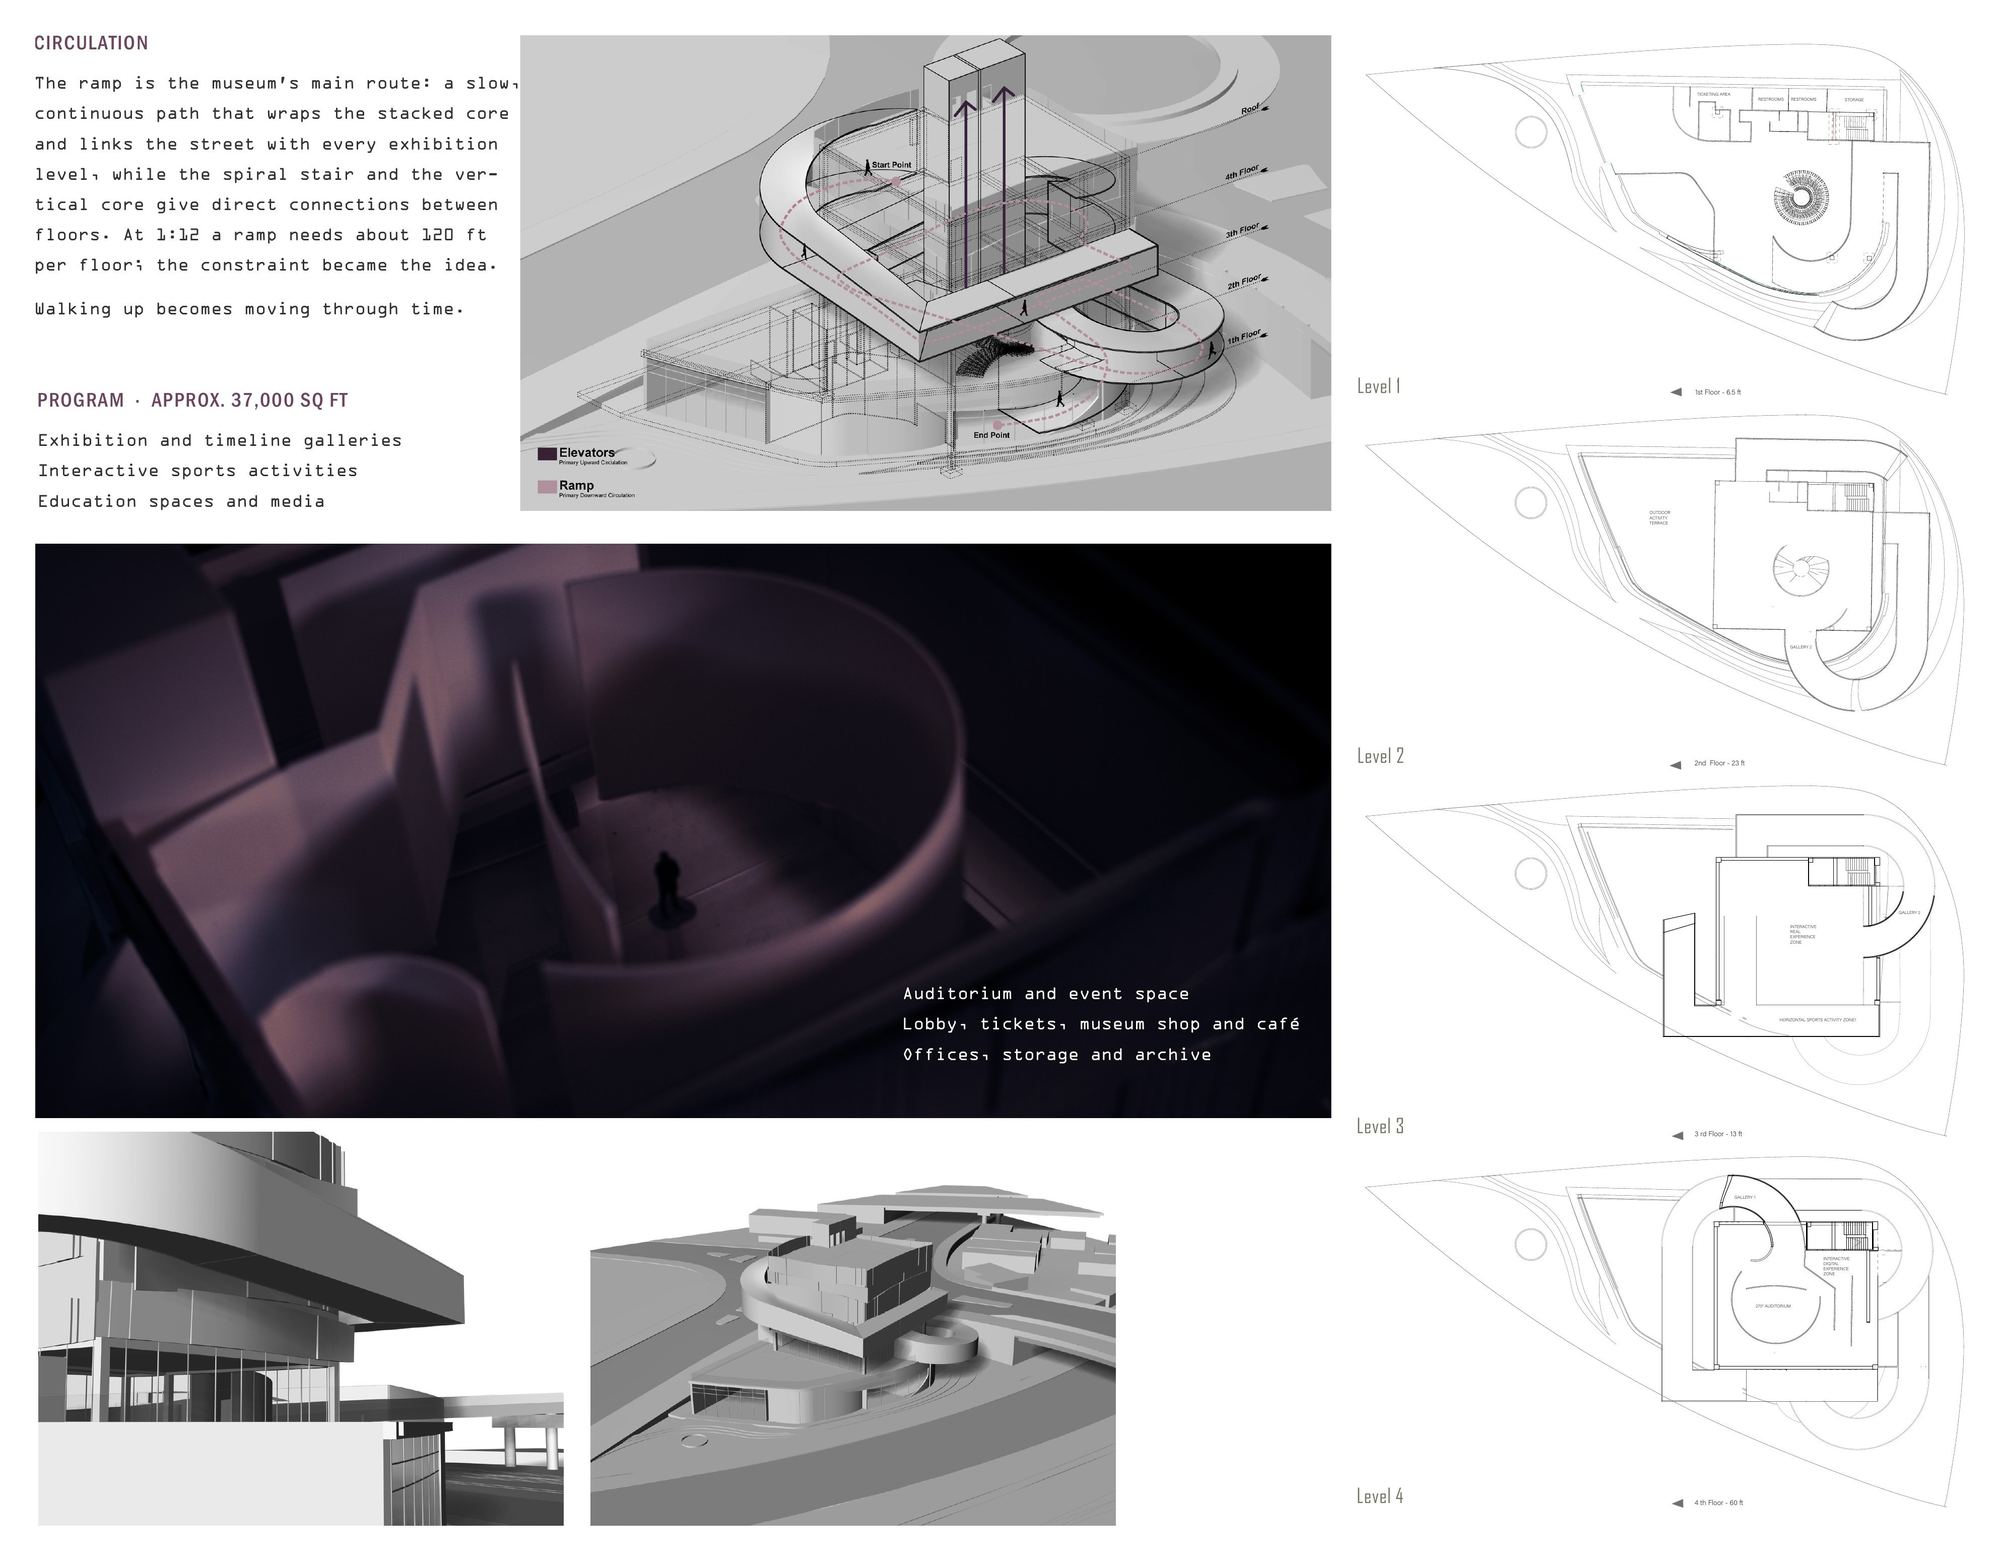 CIRCULATION
The ramp is the museum's main route: a slow,
continuous path that wraps the stacked core
and links the street with every exhibition
level, while the spiral stair and the ver-
tical core give direct connections between
floors. At 1:12 a ramp needs about 120 ft
per floor; the constraint became the idea.
Walking up becomes moving through time.
PROGRAM · APPROX. 37,000 SQ FT
Exhibition and timeline galleries
Interactive sports activities
Education spaces and media
Roof
4th Floor
3th Floor
2th Floor
1th Floor
Start Point
End Point
Elevators
Primary Upward Circulation
Ramp
Primary Downward Circulation
Auditorium and event space
Lobby, tickets, museum shop and café
Offices, storage and archive
TICKETING AREA
RESTROOMS
RESTROOMS
STORAGE
Level 1
1st Floor - 6.5 ft
OUTDOOR
ACTIVITY
TERRACE
GALLERY 2
Level 2
2nd Floor - 23 ft
GALLERY 2
INTERACTIVE
REAL
EXPERIENCE
ZONE
HORIZONTAL SPORTS ACTIVITY ZONE
Level 3
3 rd Floor - 13 ft
GALLERY 1
INTERACTIVE
DIGITAL
EXPERIENCE
ZONE
270° AUDITORIUM
Level 4
4 th Floor - 60 ft